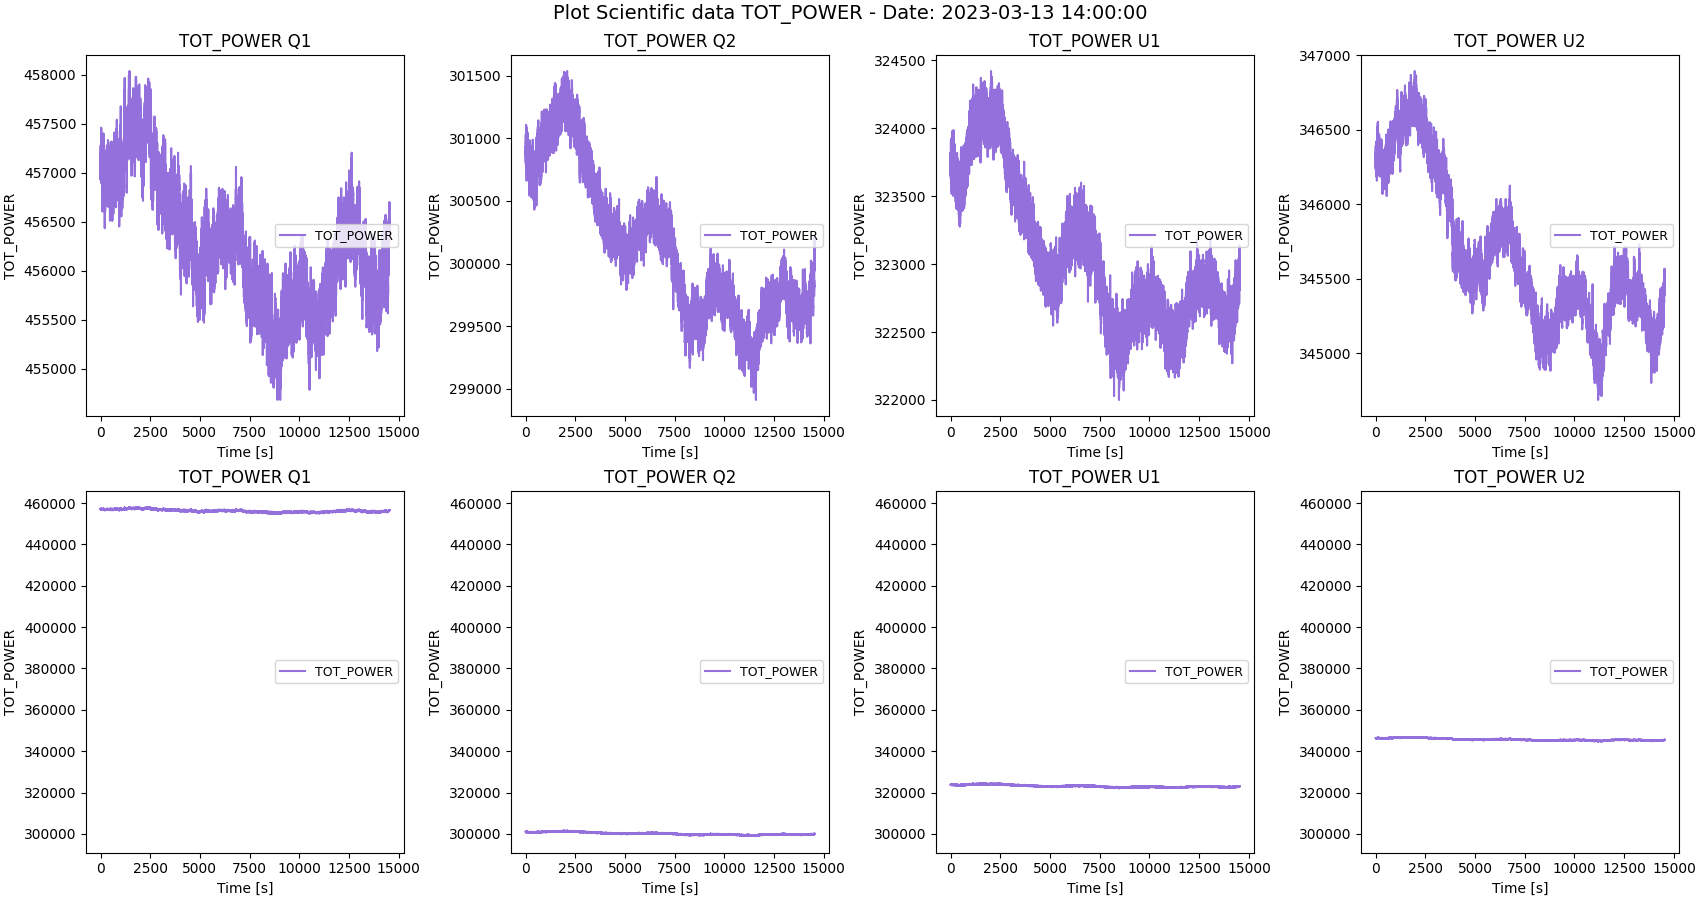 Plot Scientific data TOT_POWER - Date: 2023-03-13 14:00:00
TOT_POWER Q1
458000
457500
457000
456500
456000
455500
455000
TOT_POWER
TOT_POWER
0 2500 5000 7500 10000 12500 15000
Time [s]
TOT_POWER Q2
301500
301000
300500
300000
299500
299000
TOT_POWER
TOT_POWER
0 2500 5000 7500 10000 12500 15000
Time [s]
TOT_POWER U1
324500
324000
323500
323000
322500
322000
TOT_POWER
TOT_POWER
0 2500 5000 7500 10000 12500 15000
Time [s]
TOT_POWER U2
347000
346500
346000
345500
345000
TOT_POWER
TOT_POWER
0 2500 5000 7500 10000 12500 15000
Time [s]
TOT_POWER Q1
460000
440000
420000
400000
380000
360000
340000
320000
300000
TOT_POWER
TOT_POWER
0 2500 5000 7500 10000 12500 15000
Time [s]
TOT_POWER Q2
460000
440000
420000
400000
380000
360000
340000
320000
300000
TOT_POWER
TOT_POWER
0 2500 5000 7500 10000 12500 15000
Time [s]
TOT_POWER U1
460000
440000
420000
400000
380000
360000
340000
320000
300000
TOT_POWER
TOT_POWER
0 2500 5000 7500 10000 12500 15000
Time [s]
TOT_POWER U2
460000
440000
420000
400000
380000
360000
340000
320000
300000
TOT_POWER
TOT_POWER
0 2500 5000 7500 10000 12500 15000
Time [s]